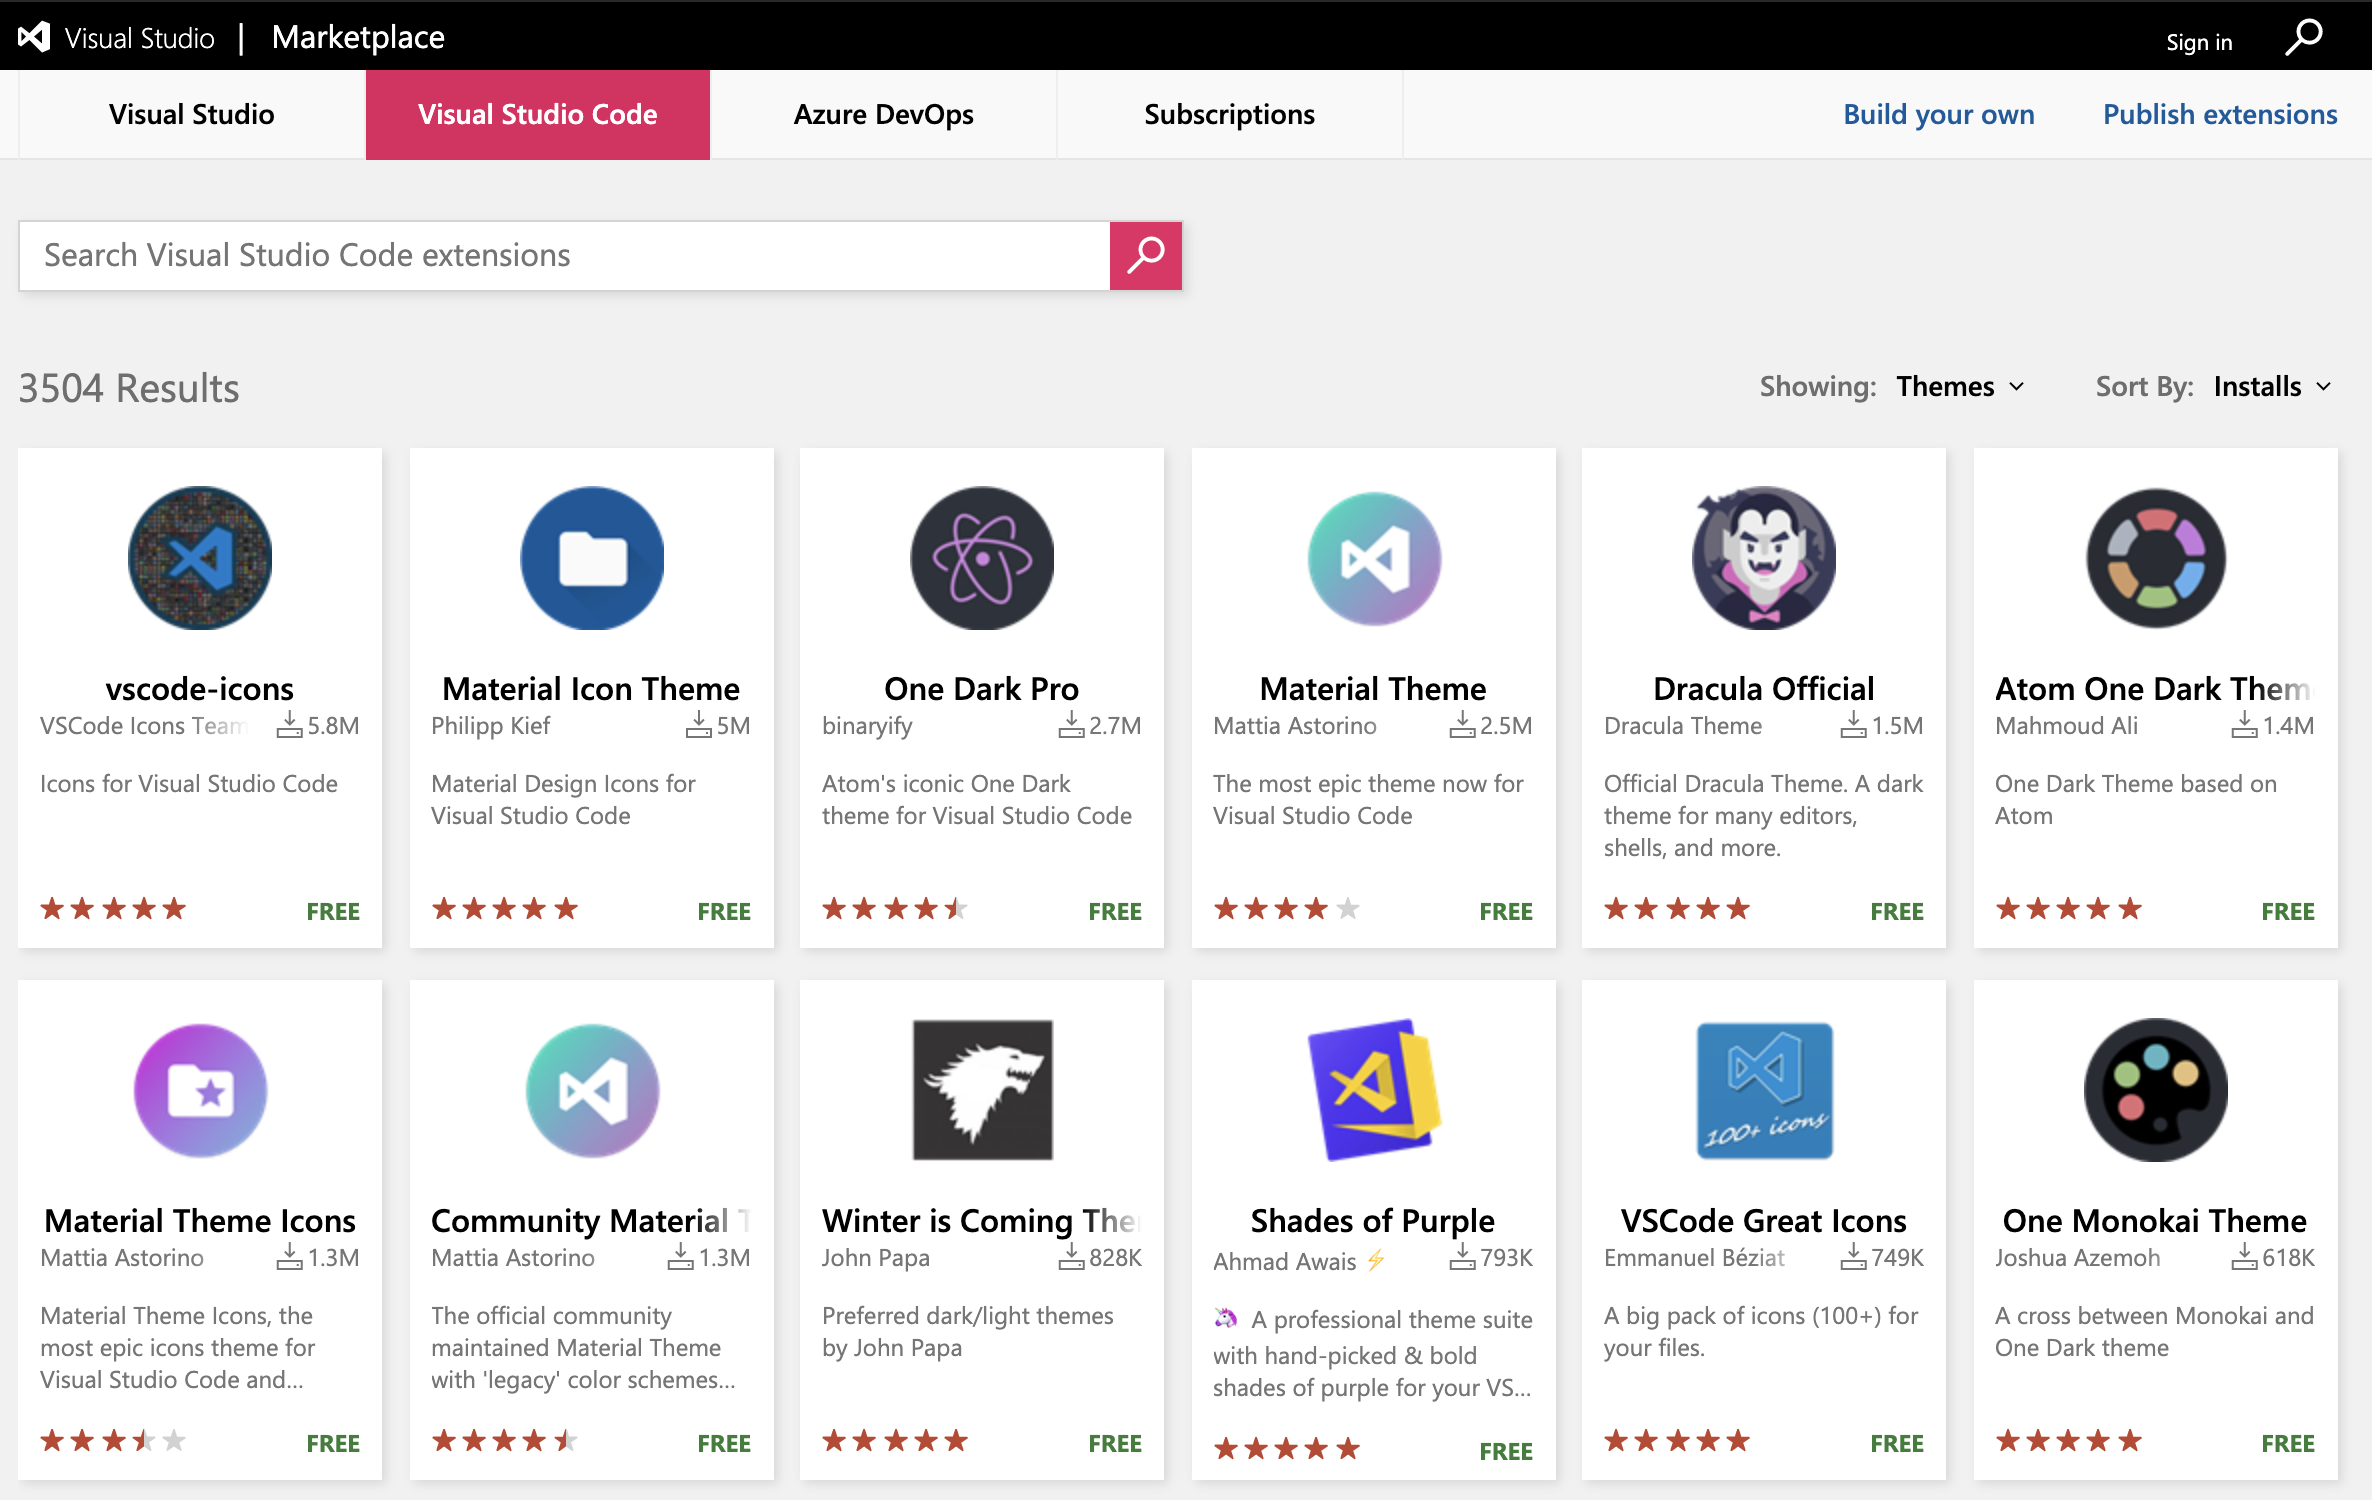 Visual Studio | Marketplace
Sign in
Visual Studio
Visual Studio Code
Azure DevOps
Subscriptions
Build your own
Publish extensions
Search Visual Studio Code extensions
3504 Results
Showing: Themes
Sort By: Installs
vscode-icons
VSCode Icons Team 5.8M
Icons for Visual Studio Code
FREE
Material Icon Theme
Philipp Kief 5M
Material Design Icons for
Visual Studio Code
FREE
One Dark Pro
binaryify 2.7M
Atom's iconic One Dark
theme for Visual Studio Code
FREE
Material Theme
Mattia Astorino 2.5M
The most epic theme now for
Visual Studio Code
FREE
Dracula Official
Dracula Theme 1.5M
Official Dracula Theme. A dark
theme for many editors,
shells, and more.
FREE
Atom One Dark Them
Mahmoud Ali 1.4M
One Dark Theme based on
Atom
FREE
Material Theme Icons
Mattia Astorino 1.3M
Material Theme Icons, the
most epic icons theme for
Visual Studio Code and...
FREE
Community Material T
Mattia Astorino 1.3M
The official community
maintained Material Theme
with 'legacy' color schemes...
FREE
Winter is Coming The
John Papa 828K
Preferred dark/light themes
by John Papa
FREE
Shades of Purple
Ahmad Awais ⚡ 793K
🦄 A professional theme suite
with hand-picked & bold
shades of purple for your VS...
FREE
100+ icons
VSCode Great Icons
Emmanuel Béziat 749K
A big pack of icons (100+) for
your files.
FREE
One Monokai Theme
Joshua Azemoh 618K
A cross between Monokai and
One Dark theme
FREE